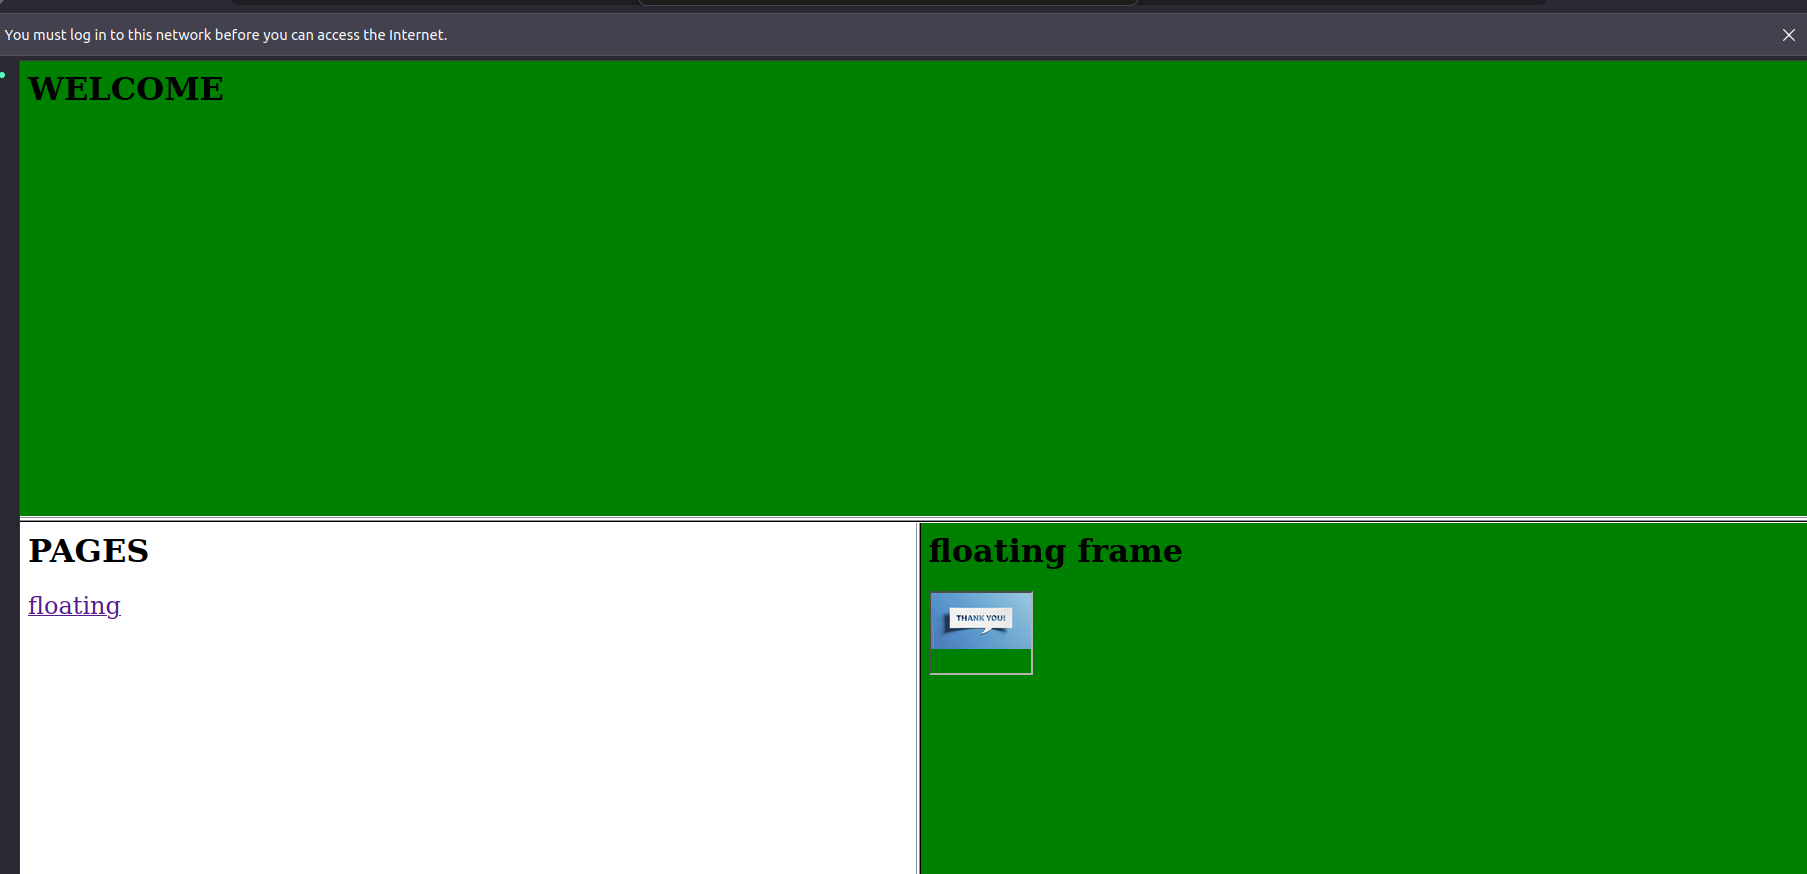 You must log in to this network before you can access the Internet.
WELCOME
PAGES
floating
floating frame
THANK YOU!